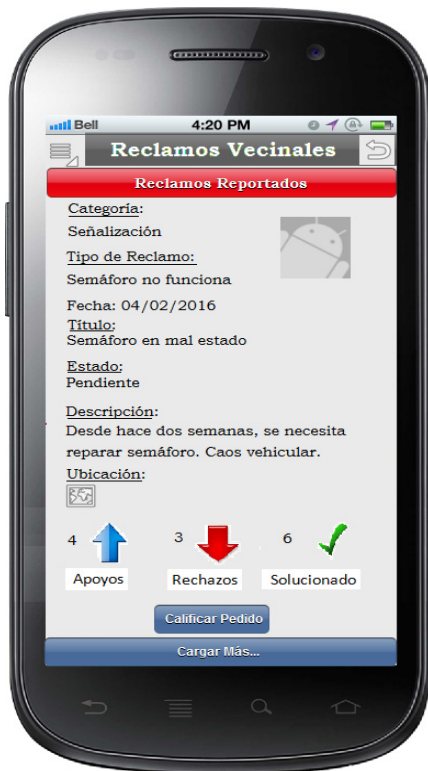 Bell 4:20 PM
Reclamos Vecinales
Reclamos Reportados
Categoría:
Señalización
Tipo de Reclamo:
Semáforo no funciona
Fecha: 04/02/2016
Título:
Semáforo en mal estado
Estado:
Pendiente
Descripción:
Desde hace dos semanas, se necesita
reparar semáforo. Caos vehicular.
Ubicación:
4 3 6
Apoyos Rechazos Solucionado
Calificar Pedido
Cargar Más...